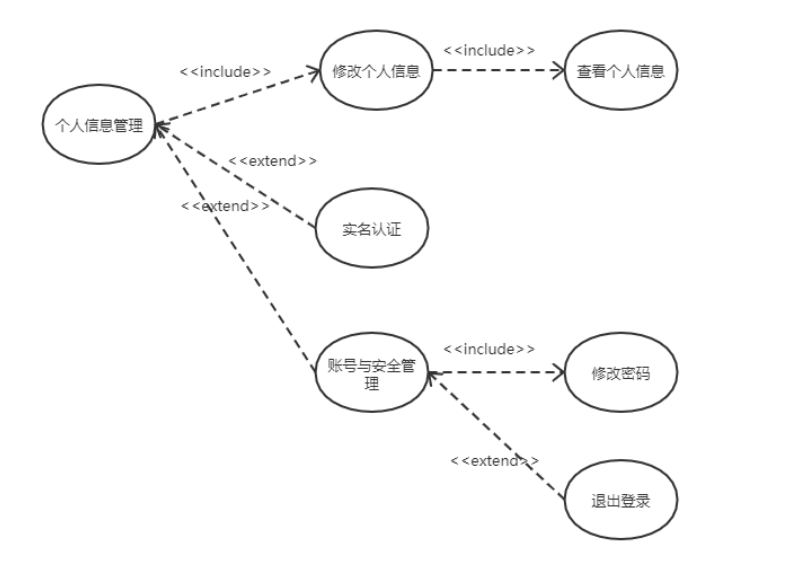 <<include>>
修改个人信息
<<include>>
查看个人信息
个人信息管理
<<extend>>
<<extend>>
实名认证
账号与安全管
理
<<include>>
修改密码
<<extend>>
退出登录